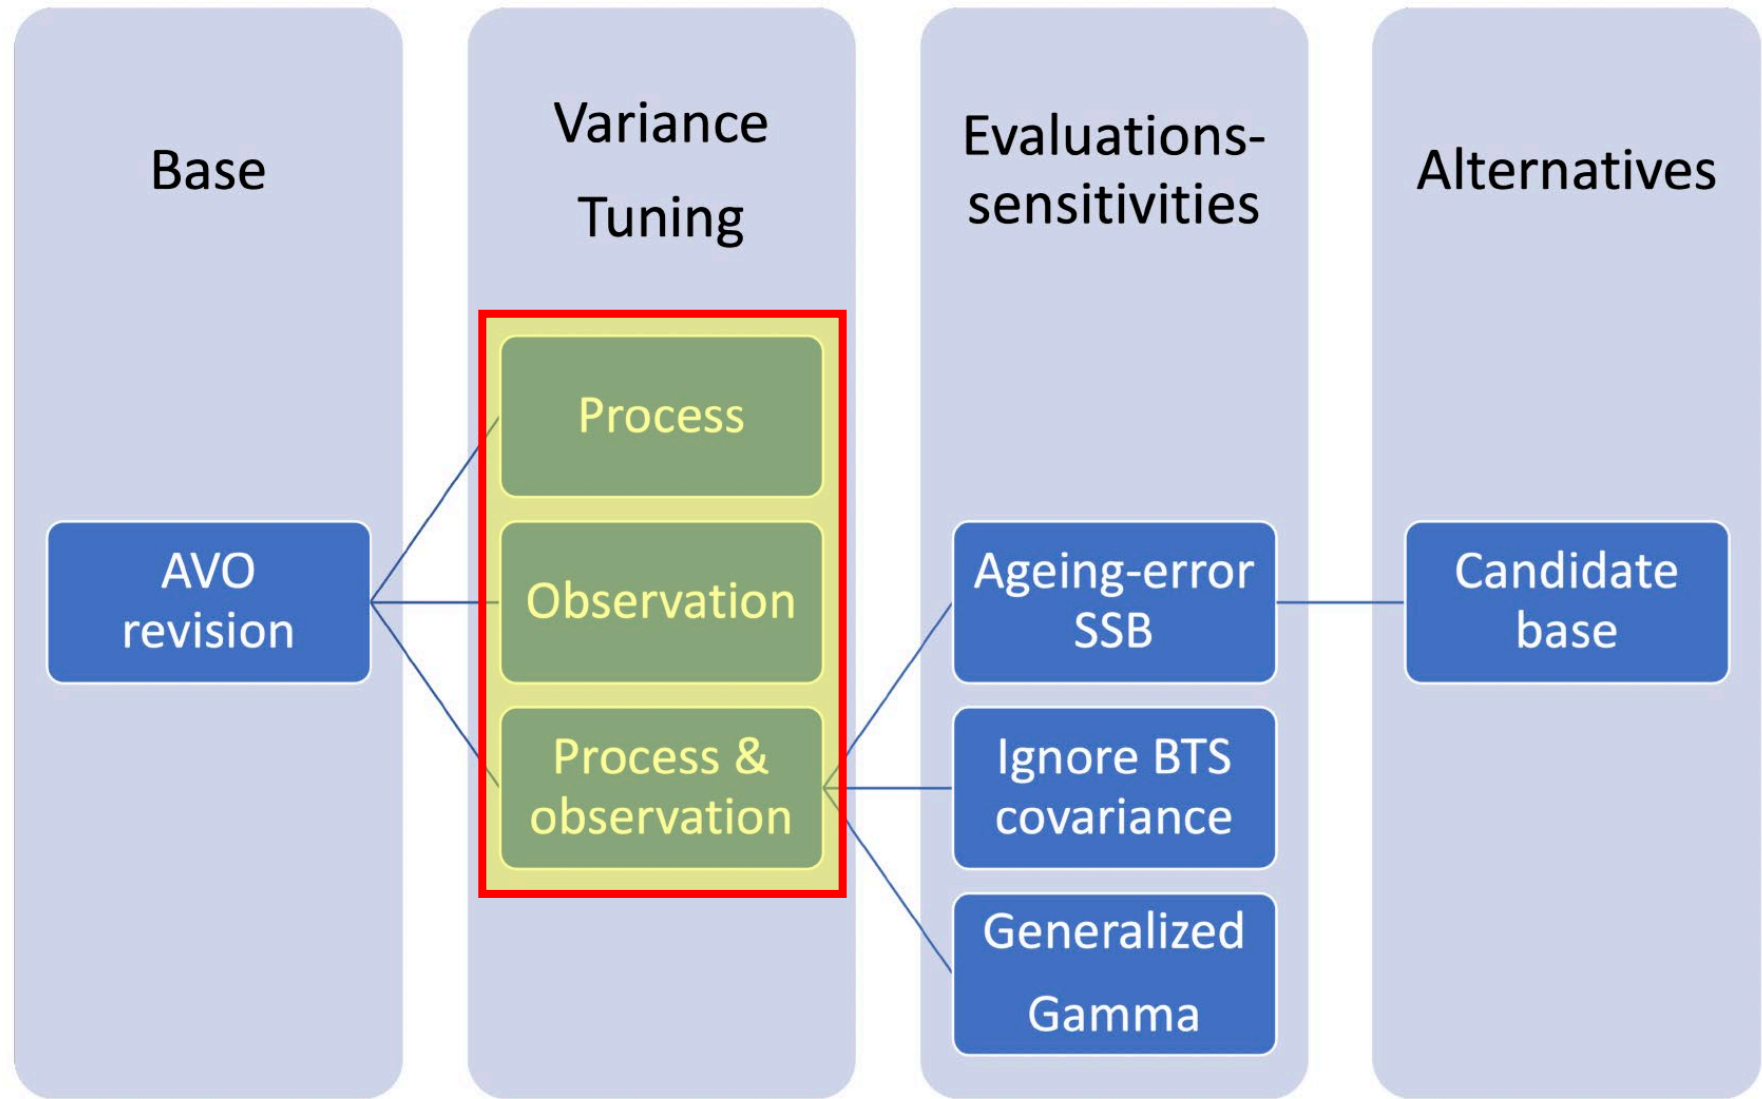 Base
AVO
revision
Variance
Tuning
Process
Observation
Process &
observation
Evaluations-
sensitivities
Ageing-error
SSB
Ignore BTS
covariance
Generalized
Gamma
Alternatives
Candidate
base